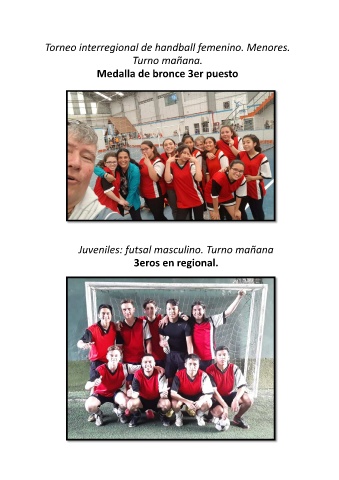 Torneo interregional de handball femenino. Menores.
Turno mañana.
Medalla de bronce 3er puesto
Juveniles: futsal masculino. Turno mañana
3eros en regional.